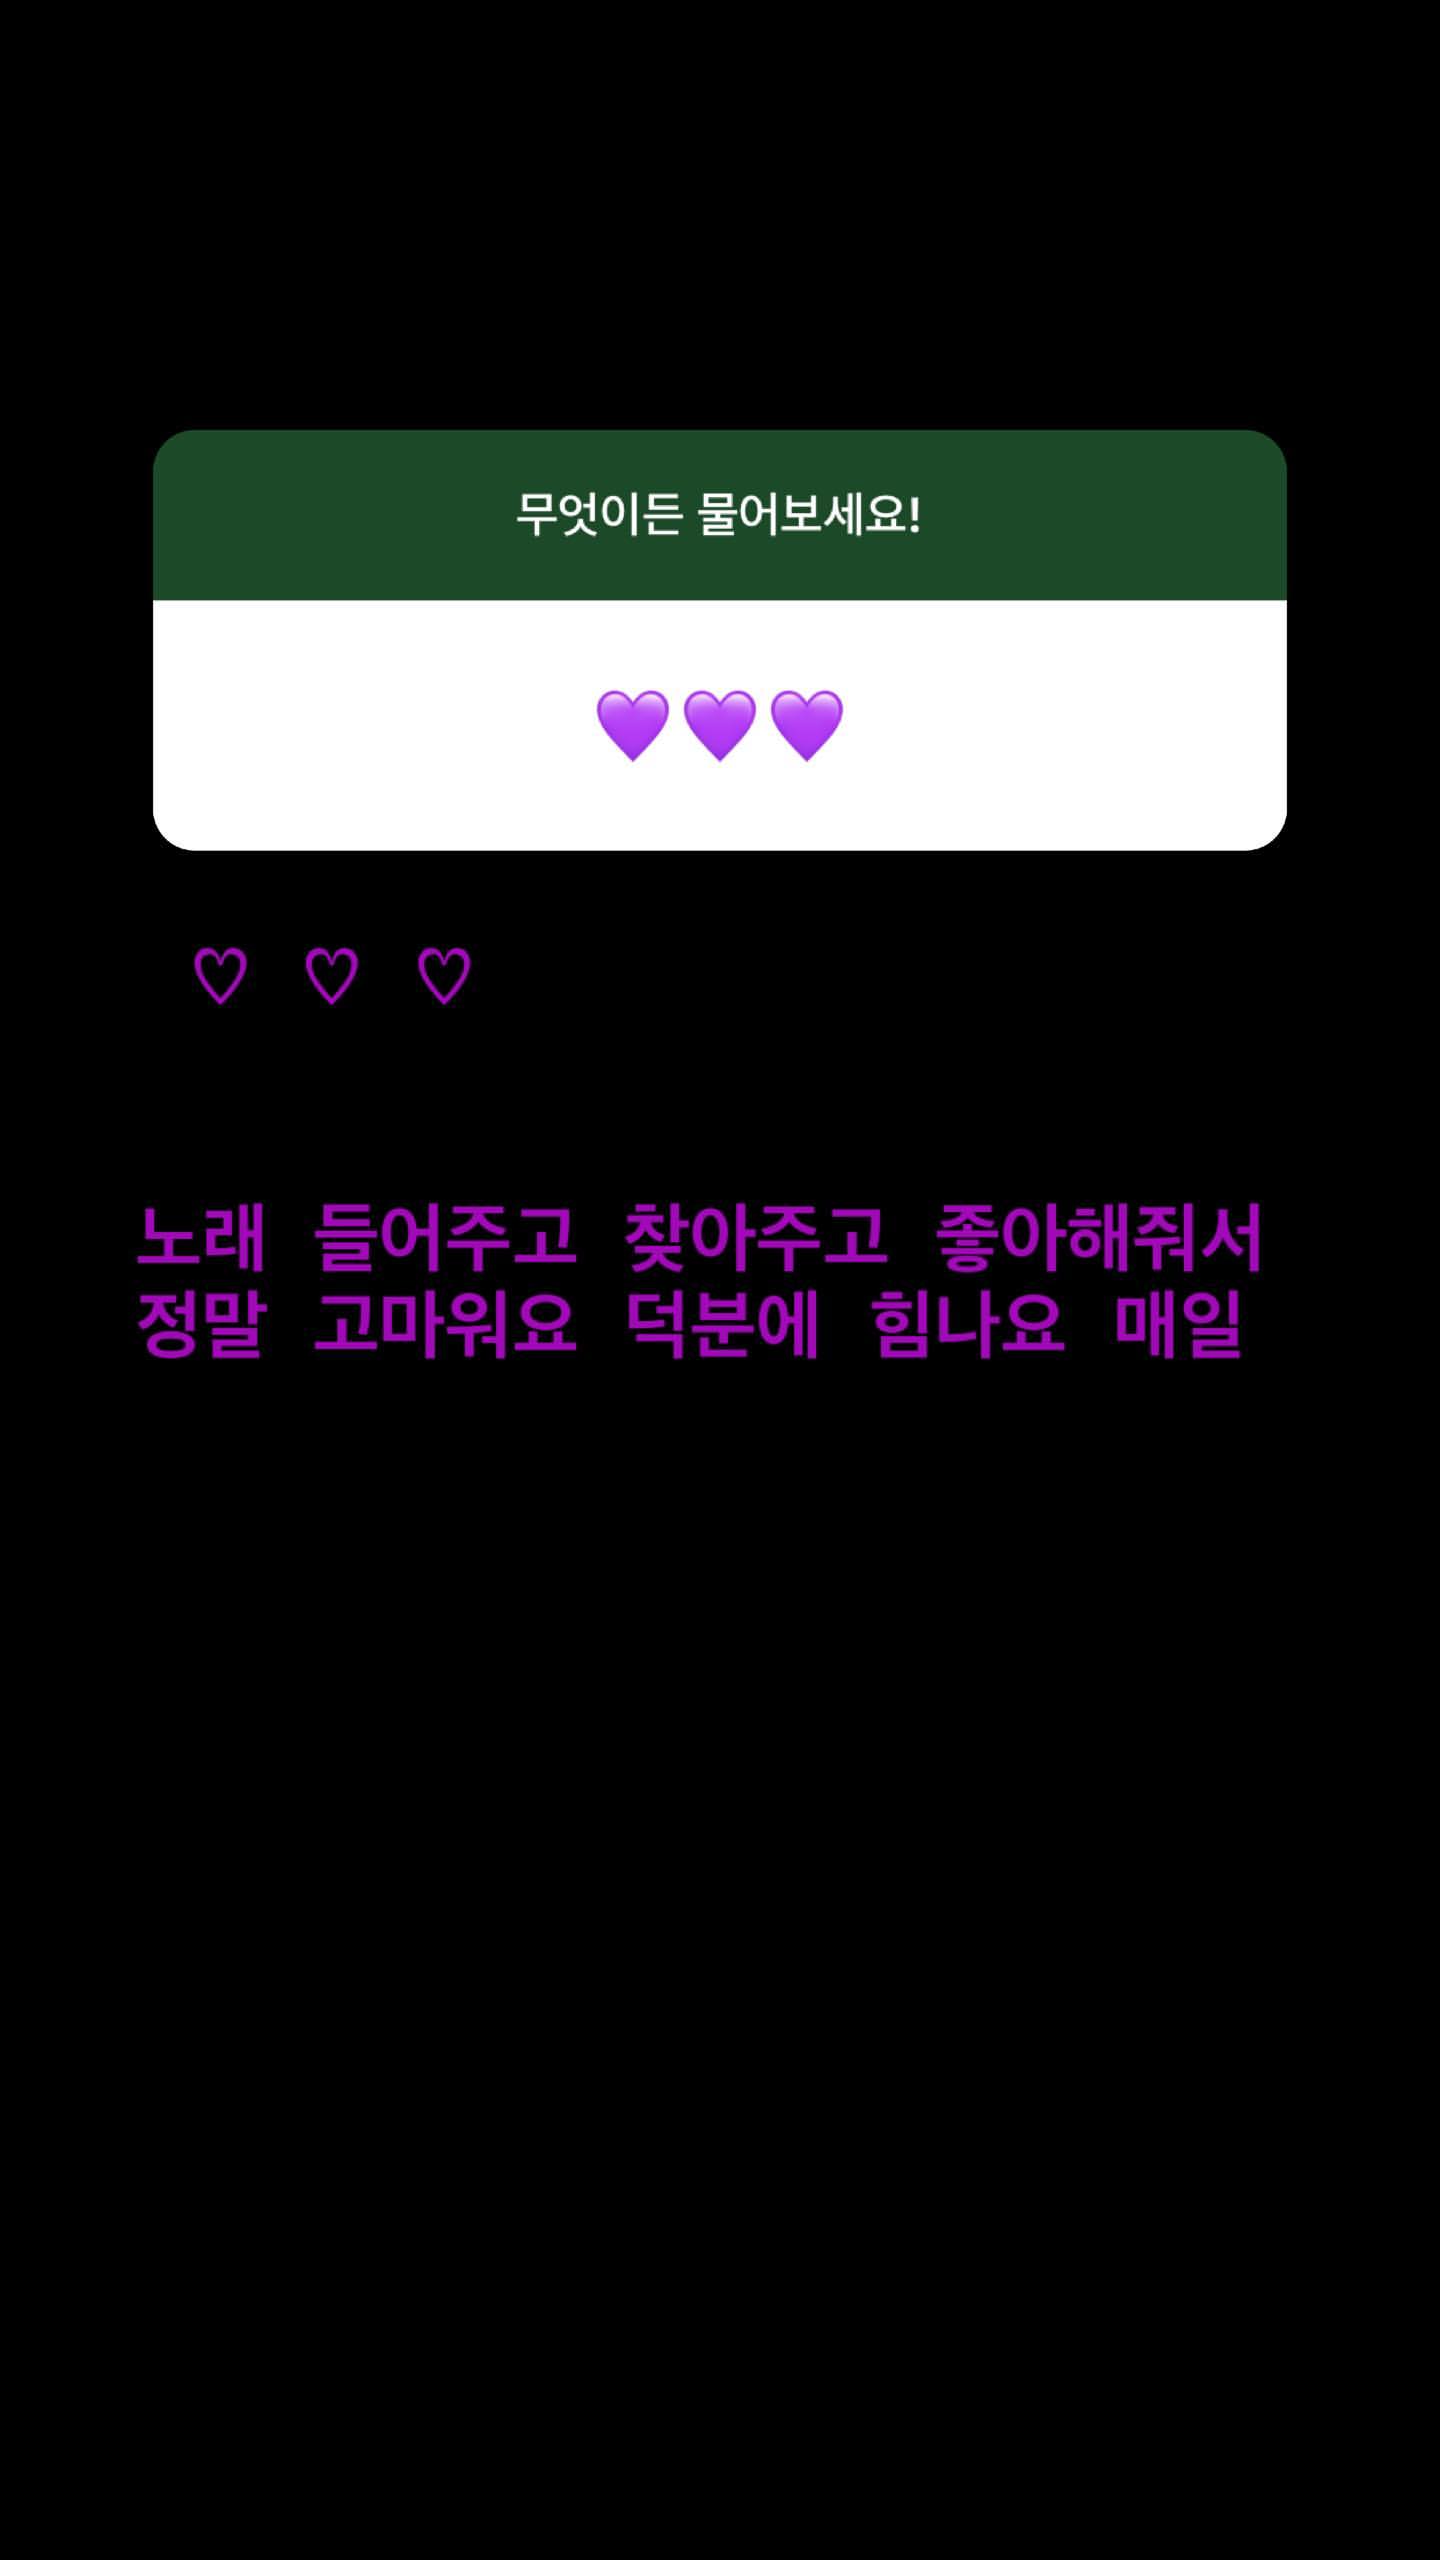 무엇이든 물어보세요!
💜💜💜
♡ ♡ ♡
노래 들어주고 찾아주고 좋아해줘서
정말 고마워요 덕분에 힘나요 매일